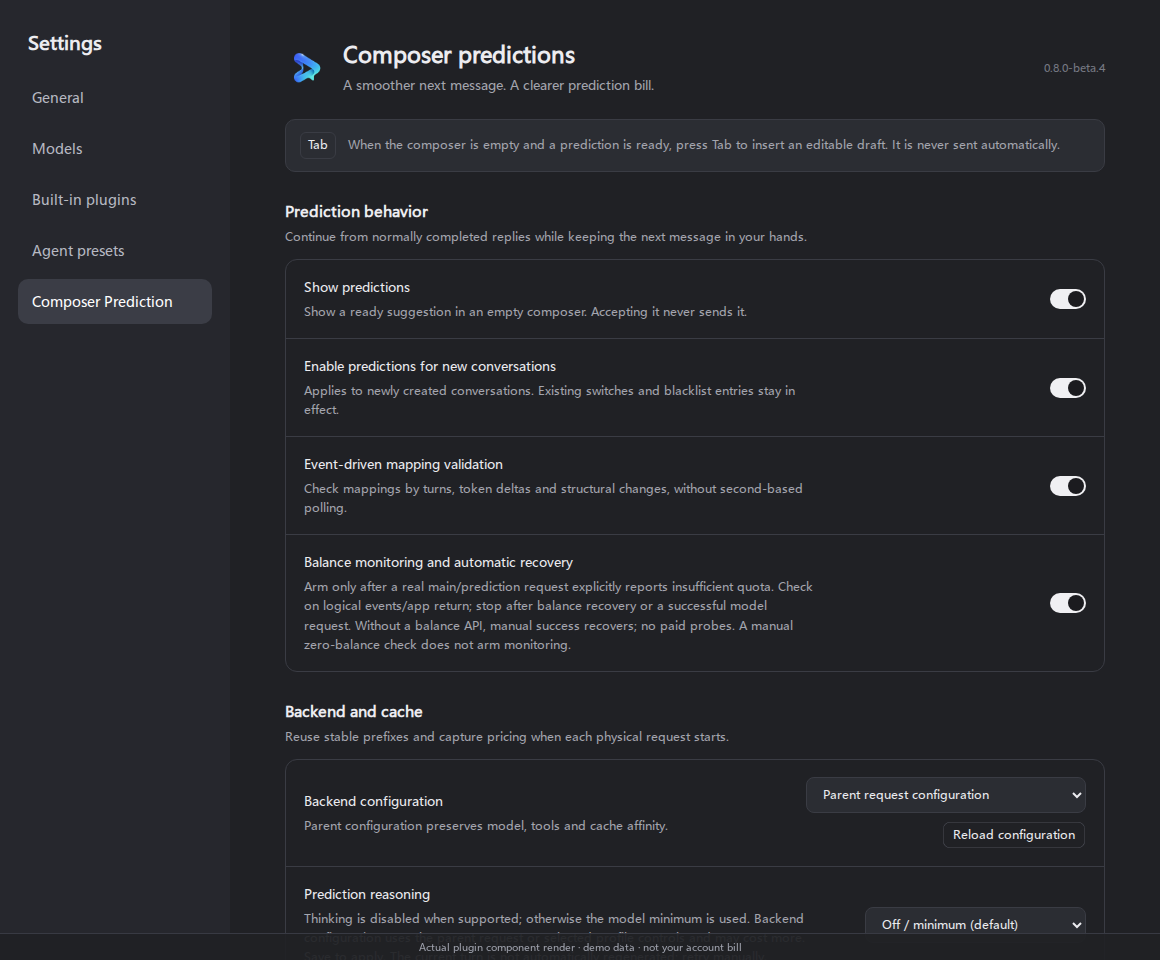 Settings
General
Models
Built-in plugins
Agent presets
Composer Prediction
Composer predictions
A smoother next message. A clearer prediction bill.
0.8.0-beta.4
Tab When the composer is empty and a prediction is ready, press Tab to insert an editable draft. It is never sent automatically.
Prediction behavior
Continue from normally completed replies while keeping the next message in your hands.
Show predictions
Show a ready suggestion in an empty composer. Accepting it never sends it.
Enable predictions for new conversations
Applies to newly created conversations. Existing switches and blacklist entries stay in
effect.
Event-driven mapping validation
Check mappings by turns, token deltas and structural changes, without second-based
polling.
Balance monitoring and automatic recovery
Arm only after a real main/prediction request explicitly reports insufficient quota. Check
on logical events/app return; stop after balance recovery or a successful model
request. Without a balance API, manual success recovers; no paid probes. A manual
zero-balance check does not arm monitoring.
Backend and cache
Reuse stable prefixes and capture pricing when each physical request starts.
Backend configuration
Parent configuration preserves model, tools and cache affinity.
Parent request configuration
Reload configuration
Prediction reasoning
Thinking is disabled when supported; otherwise the model minimum is used. Backend
Off / minimum (default)
Actual plugin component render · demo data · not your account bill